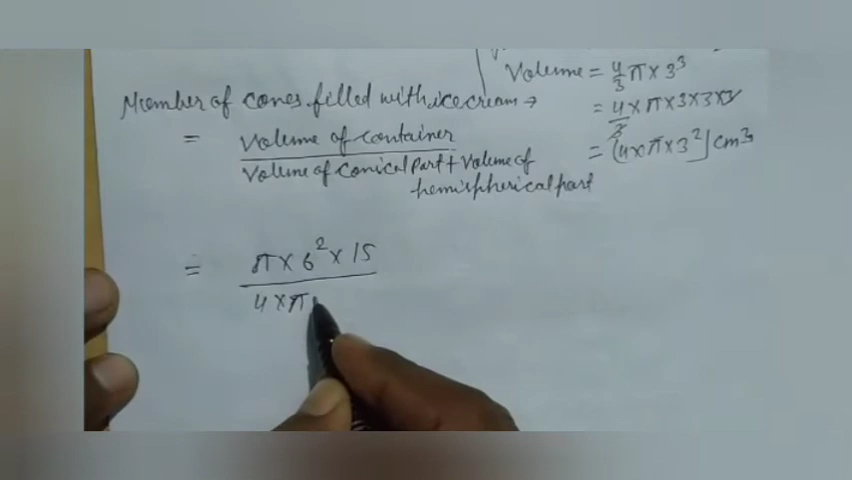 Volume = 4/3 π × 3³
Number of cones filled with ice cream →
= 4/3 × π × 3 × 3 × 3
= Volume of container / Volume of conical part + Volume of hemispherical part
= (4 × π × 3²) cm³
= π × 6² × 15 / 4 × π